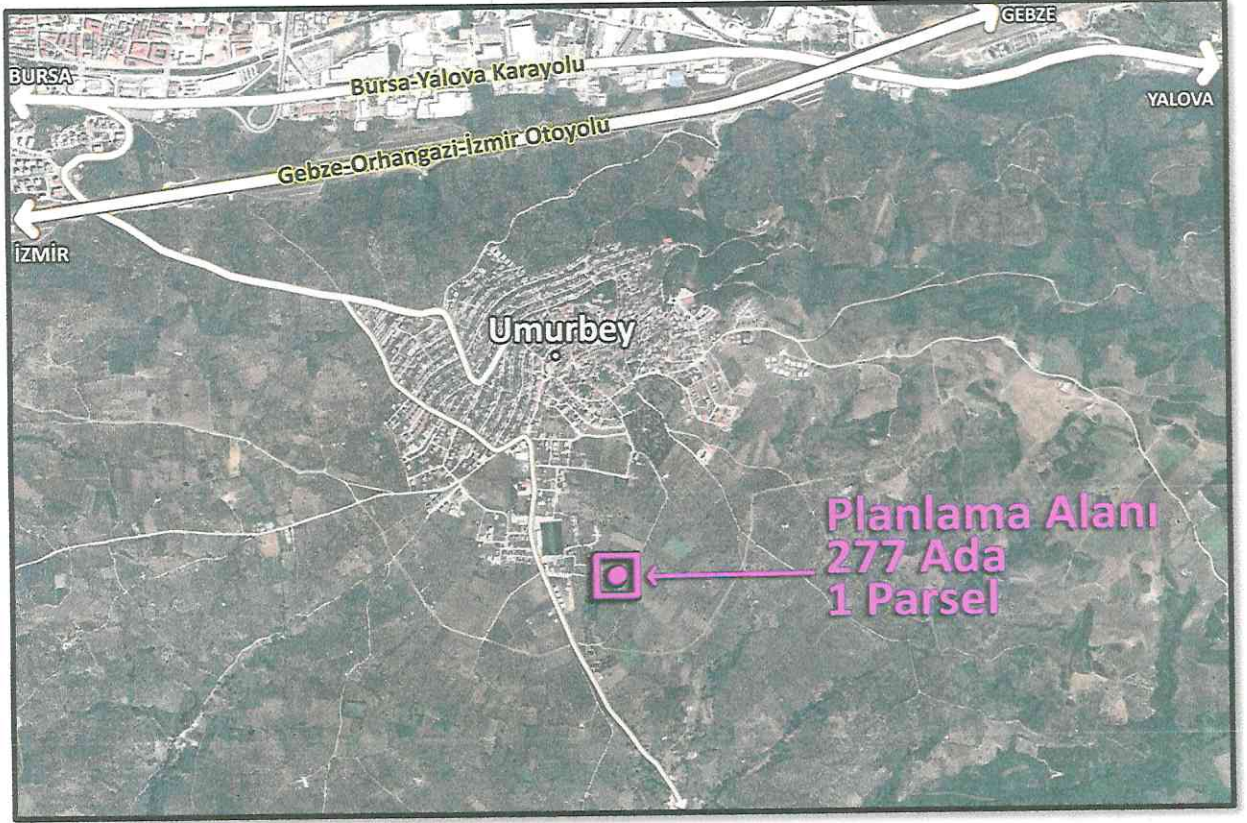 GEBZE
BURSA
Bursa-Yalova Karayolu
YALOVA
Gebze-Orhangazi-İzmir Otoyolu
İZMİR
Umurbey
Planlama Alanı
277 Ada
1 Parsel